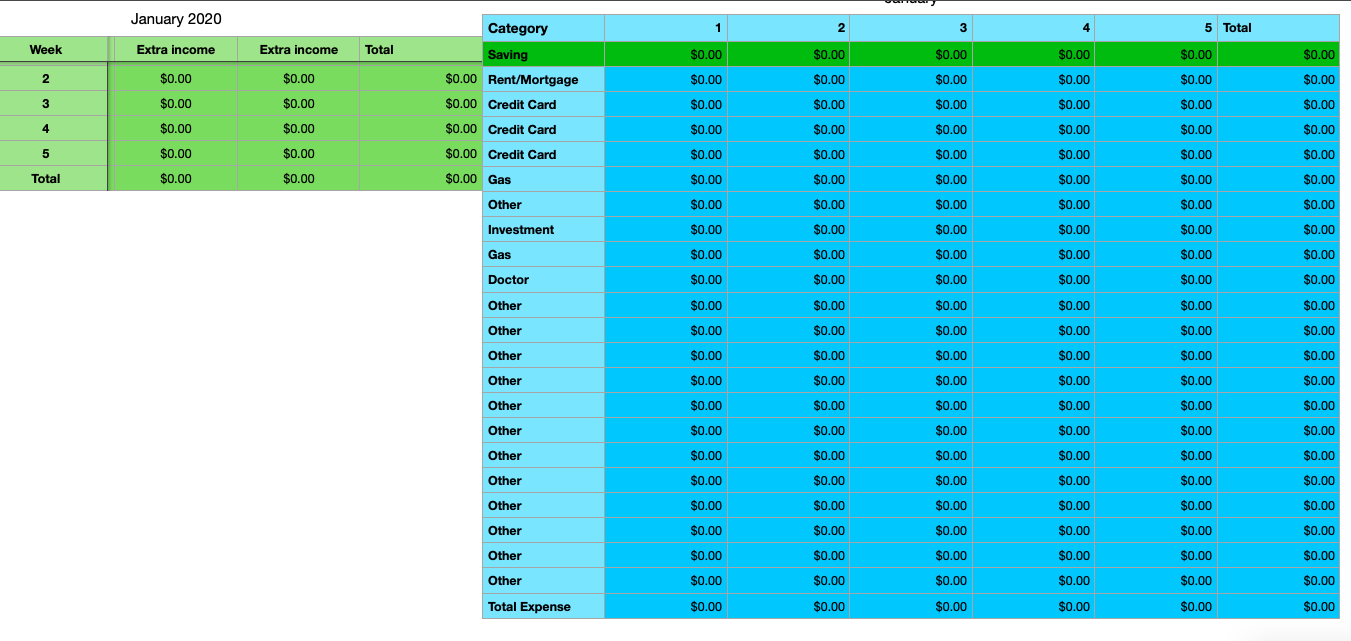 January
January 2020
Week Extra income Extra income Total
2 $0.00 $0.00 $0.00
3 $0.00 $0.00 $0.00
4 $0.00 $0.00 $0.00
5 $0.00 $0.00 $0.00
Total $0.00 $0.00 $0.00
Category 1 2 3 4 5 Total
Saving $0.00 $0.00 $0.00 $0.00 $0.00 $0.00
Rent/Mortgage $0.00 $0.00 $0.00 $0.00 $0.00 $0.00
Credit Card $0.00 $0.00 $0.00 $0.00 $0.00 $0.00
Credit Card $0.00 $0.00 $0.00 $0.00 $0.00 $0.00
Credit Card $0.00 $0.00 $0.00 $0.00 $0.00 $0.00
Gas $0.00 $0.00 $0.00 $0.00 $0.00 $0.00
Other $0.00 $0.00 $0.00 $0.00 $0.00 $0.00
Investment $0.00 $0.00 $0.00 $0.00 $0.00 $0.00
Gas $0.00 $0.00 $0.00 $0.00 $0.00 $0.00
Doctor $0.00 $0.00 $0.00 $0.00 $0.00 $0.00
Other $0.00 $0.00 $0.00 $0.00 $0.00 $0.00
Other $0.00 $0.00 $0.00 $0.00 $0.00 $0.00
Other $0.00 $0.00 $0.00 $0.00 $0.00 $0.00
Other $0.00 $0.00 $0.00 $0.00 $0.00 $0.00
Other $0.00 $0.00 $0.00 $0.00 $0.00 $0.00
Other $0.00 $0.00 $0.00 $0.00 $0.00 $0.00
Other $0.00 $0.00 $0.00 $0.00 $0.00 $0.00
Other $0.00 $0.00 $0.00 $0.00 $0.00 $0.00
Other $0.00 $0.00 $0.00 $0.00 $0.00 $0.00
Other $0.00 $0.00 $0.00 $0.00 $0.00 $0.00
Other $0.00 $0.00 $0.00 $0.00 $0.00 $0.00
Other $0.00 $0.00 $0.00 $0.00 $0.00 $0.00
Total Expense $0.00 $0.00 $0.00 $0.00 $0.00 $0.00